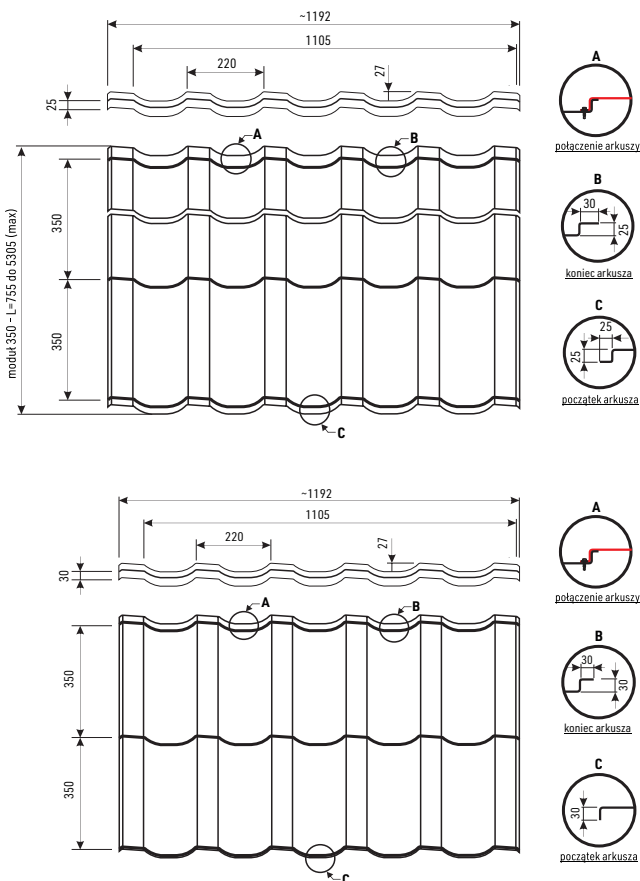 ~1192
1105
220
27
25
A
B
350
350
moduł 350 - L=755 do 5305 (max)
C
A
połączenie arkuszy
B
30
25
koniec arkusza
C
25
25
początek arkusza
~1192
1105
220
27
30
A
B
350
350
C
A
połączenie arkuszy
B
30
30
koniec arkusza
C
30
początek arkusza